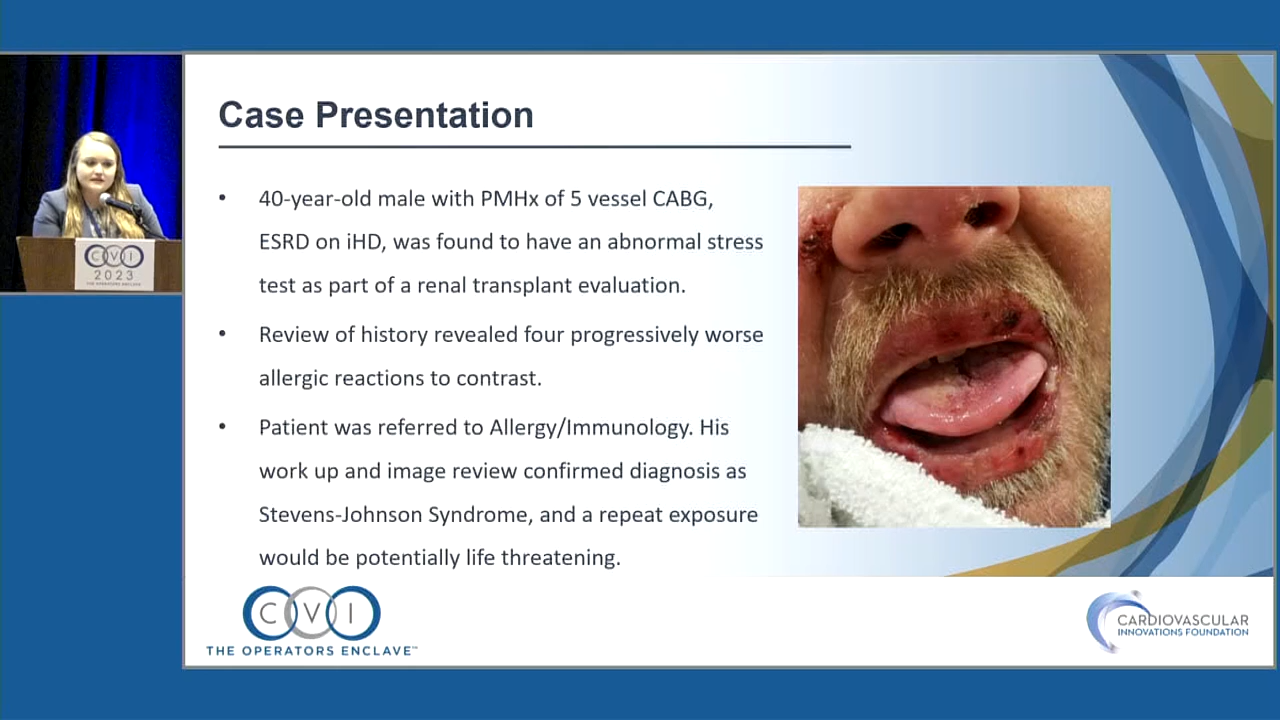 Case Presentation
• 40-year-old male with PMHx of 5 vessel CABG,
ESRD on iHD, was found to have an abnormal stress
test as part of a renal transplant evaluation.
• Review of history revealed four progressively worse
allergic reactions to contrast.
• Patient was referred to Allergy/Immunology. His
work up and image review confirmed diagnosis as
Stevens-Johnson Syndrome, and a repeat exposure
would be potentially life threatening.
CVI
2023
THE OPERATORS ENCLAVE
CVI
THE OPERATORS ENCLAVE™
CARDIOVASCULAR
INNOVATIONS FOUNDATION